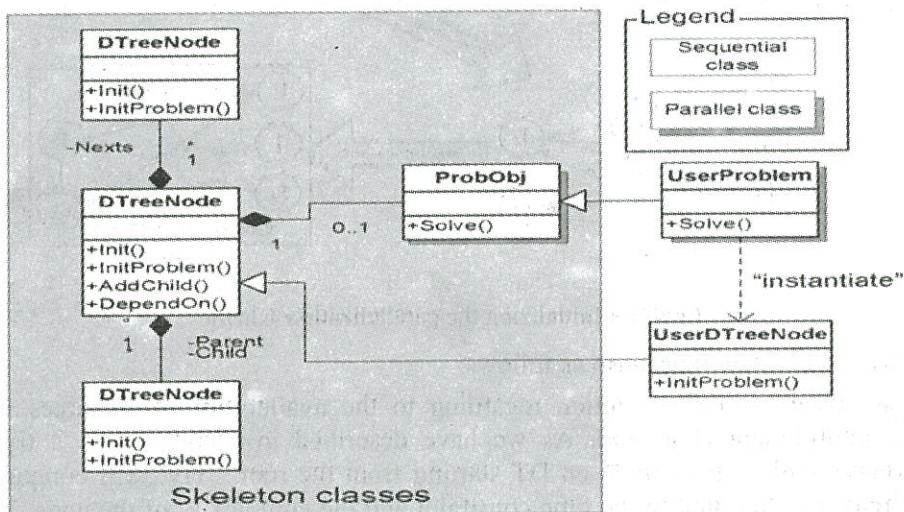 DTreeNode
+Init()
+InitProblem()
-Nexts
*
1
DTreeNode
+Init()
+InitProblem()
+AddChild()
+DependOn()
1
0..1
ProbObj
+Solve()
UserProblem
+Solve()
"instantiate"
UserDTreeNode
+InitProblem()
*
1
-Parent
-Child
DTreeNode
+Init()
+InitProblem()
Skeleton classes
Legend
Sequential
class
Parallel class